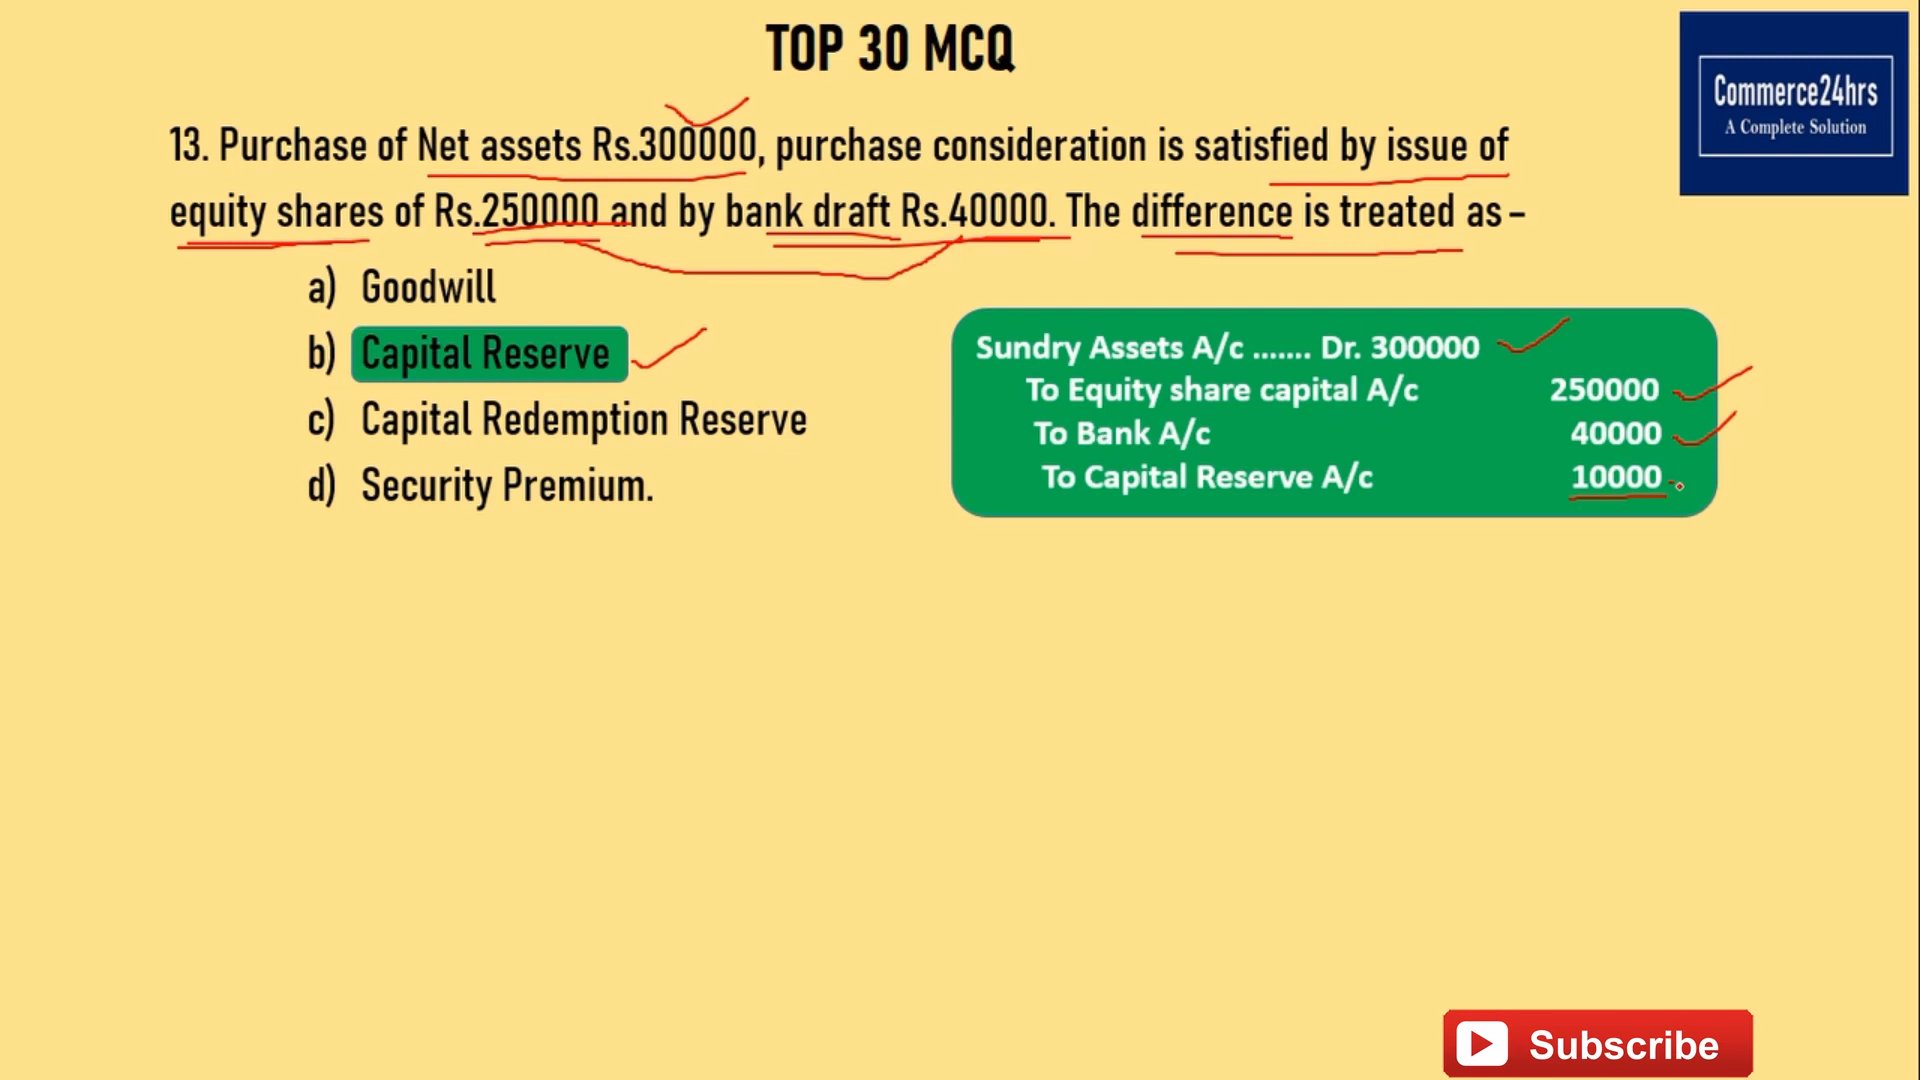 TOP 30 MCQ
Commerce24hrs
A Complete Solution
13. Purchase of Net assets Rs.300000, purchase consideration is satisfied by issue of
equity shares of Rs.250000 and by bank draft Rs.40000. The difference is treated as –
a) Goodwill
b) Capital Reserve
c) Capital Redemption Reserve
d) Security Premium.
Sundry Assets A/c ....... Dr. 300000
To Equity share capital A/c 250000
To Bank A/c 40000
To Capital Reserve A/c 10000
Subscribe